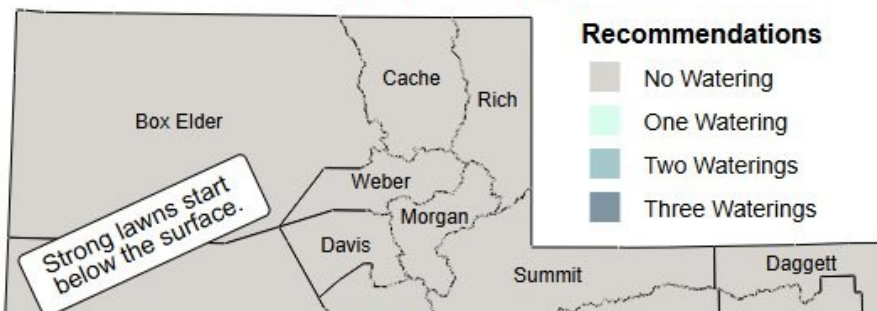 Recommendations
No Watering
One Watering
Two Waterings
Three Waterings
Cache
Rich
Box Elder
Weber
Morgan
Davis
Summit
Daggett
Strong lawns start
below the surface.